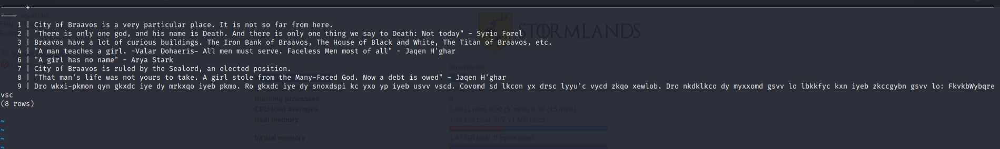 aryastark
STORMLANDS
1 | City of Braavos is a very particular place. It is not so far from here.
2 | "There is only one god, and his name is Death. And there is only one thing we say to Death: Not today" - Syrio Forel
3 | Braavos have a lot of curious buildings. The Iron Bank of Braavos, The House of Black and White, The Titan of Braavos, etc.
4 | "A man teaches a girl. -Valar Dohaeris- All men must serve. Faceless Men most of all" - Jaqen H'ghar
6 | "A girl has no name" - Arya Stark
7 | City of Braavos is ruled by the Sealord, an elected position.
Stormlands
8 | "That man's life was not yours to take. A girl stole from the Many-Faced God. Now a debt is owed" - Jaqen H'ghar
9 | Dro wkxi-pkmon qyn gkxdc iye dy mrkxqo iyeb pkmo. Ro gkxdc iye dy snoxdspi kc yxo yp iyeb usvv vscd. Covomd sd lkcon yx drsc lyyu'c vycd zkqo xewlob. Dro nkdklkco dy myxxomd gsvv lo lbkkfyc kxn iyeb zkccgybn gsvv lo: FkvkbWybqre
vsc
(8 rows)
Running processes 0
CPU load averages 0.00 (1 min) 0.00 (5 mins) 0.00 (15 mins)
Real memory 1.44 GB total, 507.71 MB used
Virtual memory 1.47 GB total, 0 bytes used
~
~
~
~